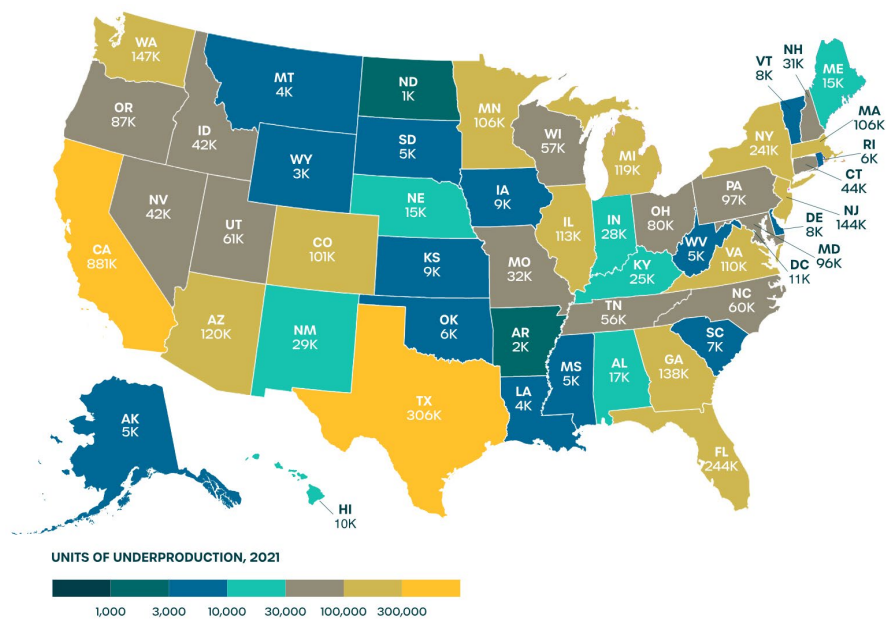 WA
147K
OR
87K
ID
42K
MT
4K
ND
1K
MN
106K
WI
57K
MI
119K
VT
8K
NH
31K
ME
15K
MA
106K
RI
6K
CT
44K
NJ
144K
NY
241K
PA
97K
DE
8K
MD
96K
DC
11K
SD
5K
WY
3K
NE
15K
IA
9K
IL
113K
IN
28K
OH
80K
WV
5K
VA
110K
KY
25K
NC
60K
TN
56K
SC
7K
GA
138K
FL
244K
AL
17K
MS
5K
LA
4K
AR
2K
MO
32K
KS
9K
OK
6K
TX
306K
NM
29K
CO
101K
UT
61K
NV
42K
CA
881K
AZ
120K
AK
5K
HI
10K
UNITS OF UNDERPRODUCTION, 2021
1,000 3,000 10,000 30,000 100,000 300,000